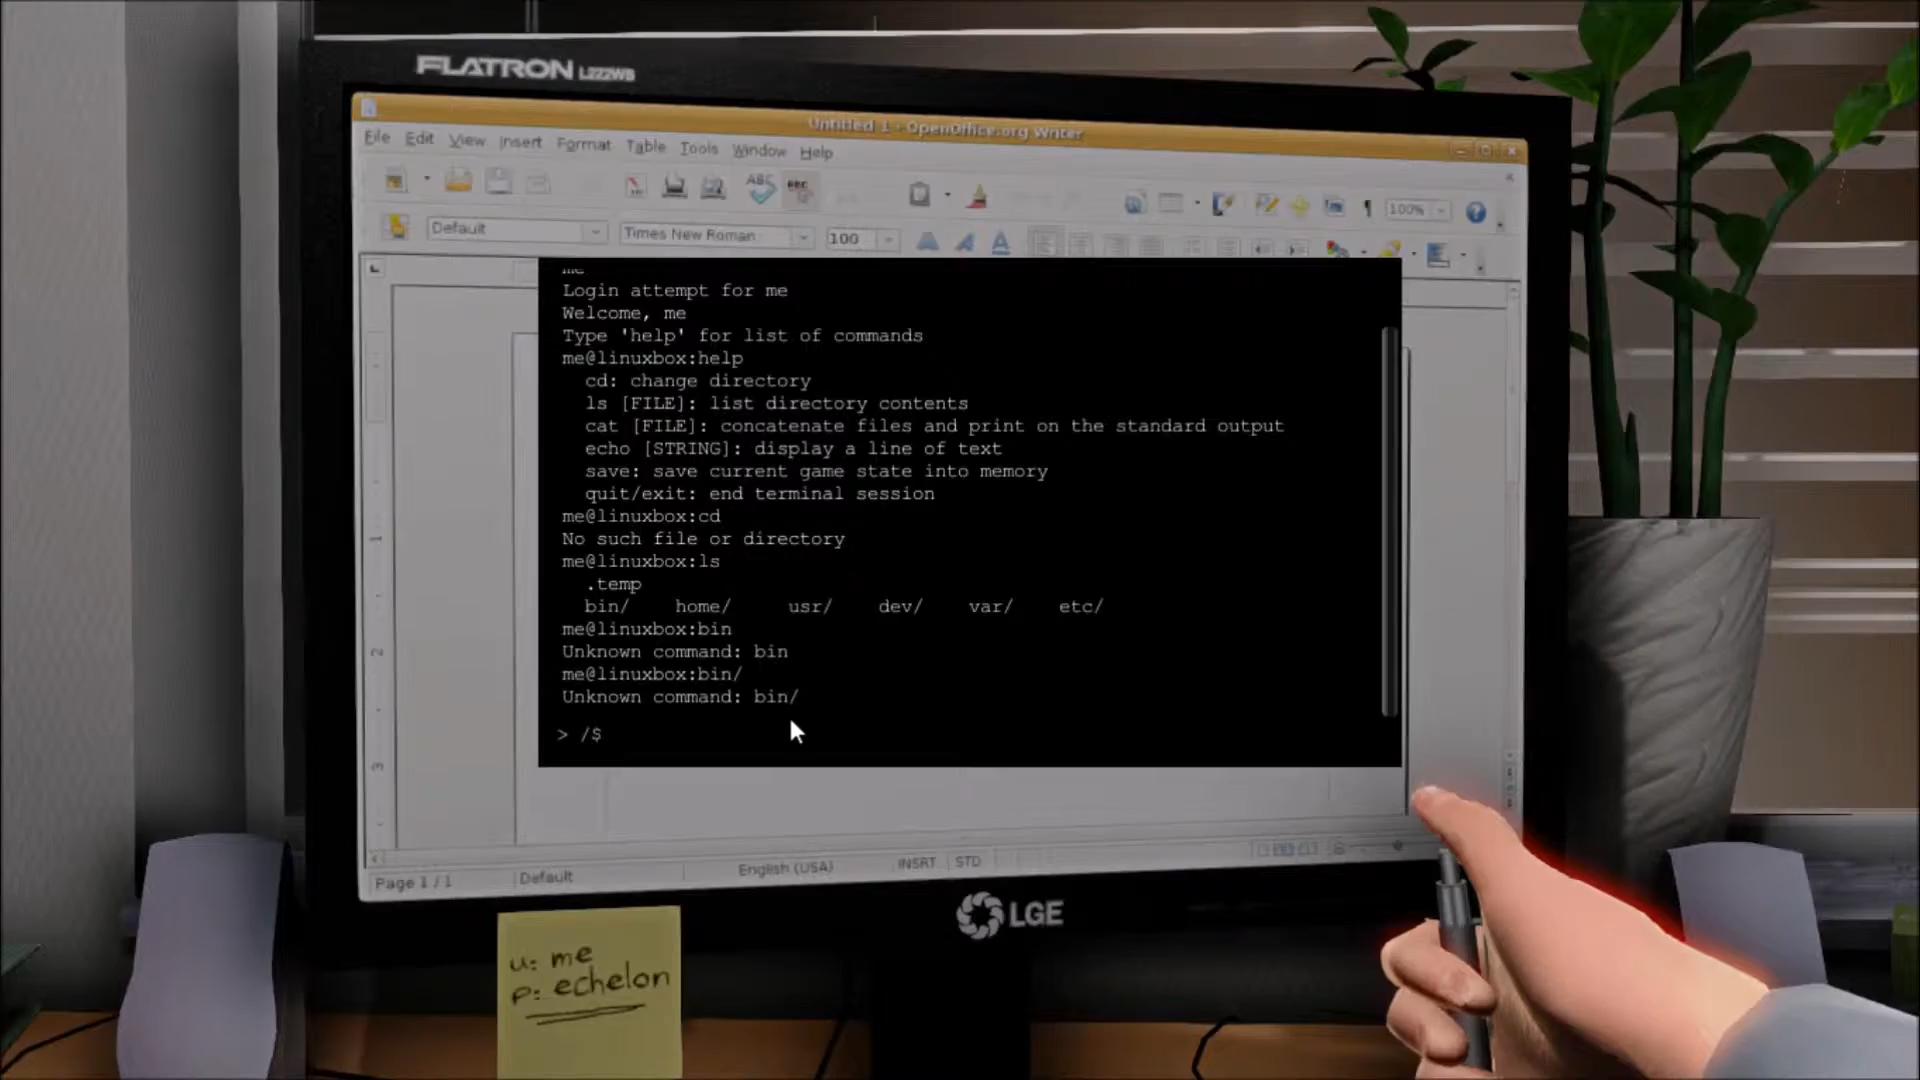 FLATRON L222WS
Untitled 1 - OpenOffice.org Writer
File Edit View Insert Format Table Tools Window Help
ABC ABC
100%
Default Times New Roman 100
me
Login attempt for me
Welcome, me
Type 'help' for list of commands
me@linuxbox:help
cd: change directory
ls [FILE]: list directory contents
cat [FILE]: concatenate files and print on the standard output
echo [STRING]: display a line of text
save: save current game state into memory
quit/exit: end terminal session
me@linuxbox:cd
No such file or directory
me@linuxbox:ls
.temp
bin/ home/ usr/ dev/ var/ etc/
me@linuxbox:bin
Unknown command: bin
me@linuxbox:bin/
Unknown command: bin/
> /$
1
2
3
Page 1 / 1 Default English (USA) INSRT STD
LGE
u: me
p: echelon